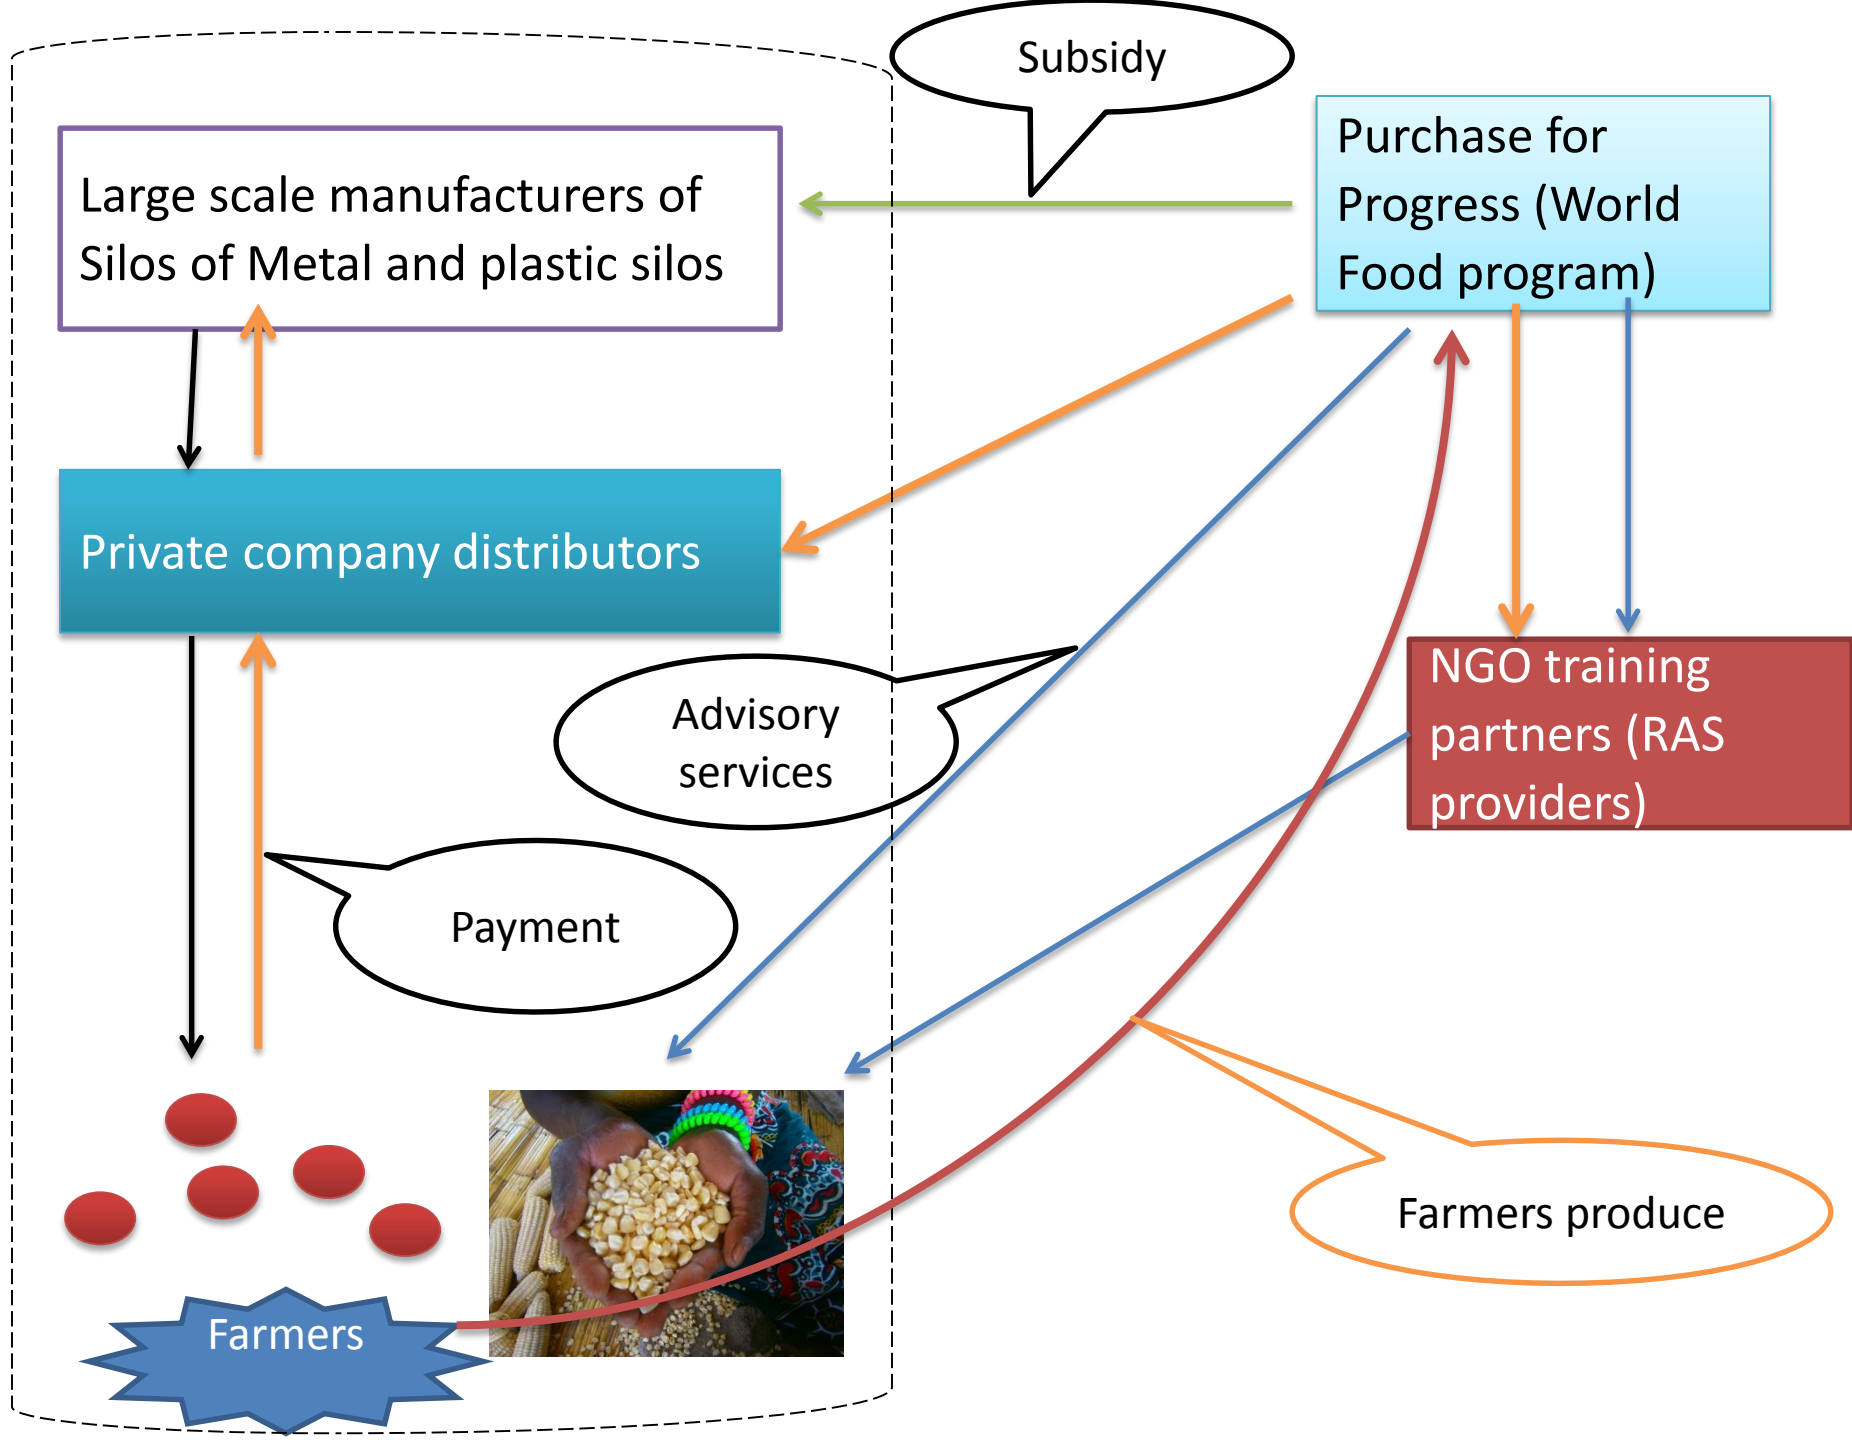 Subsidy
Purchase for
Progress (World
Food program)
Large scale manufacturers of
Silos of Metal and plastic silos
Private company distributors
NGO training
partners (RAS
providers)
Advisory
services
Payment
Farmers produce
Farmers